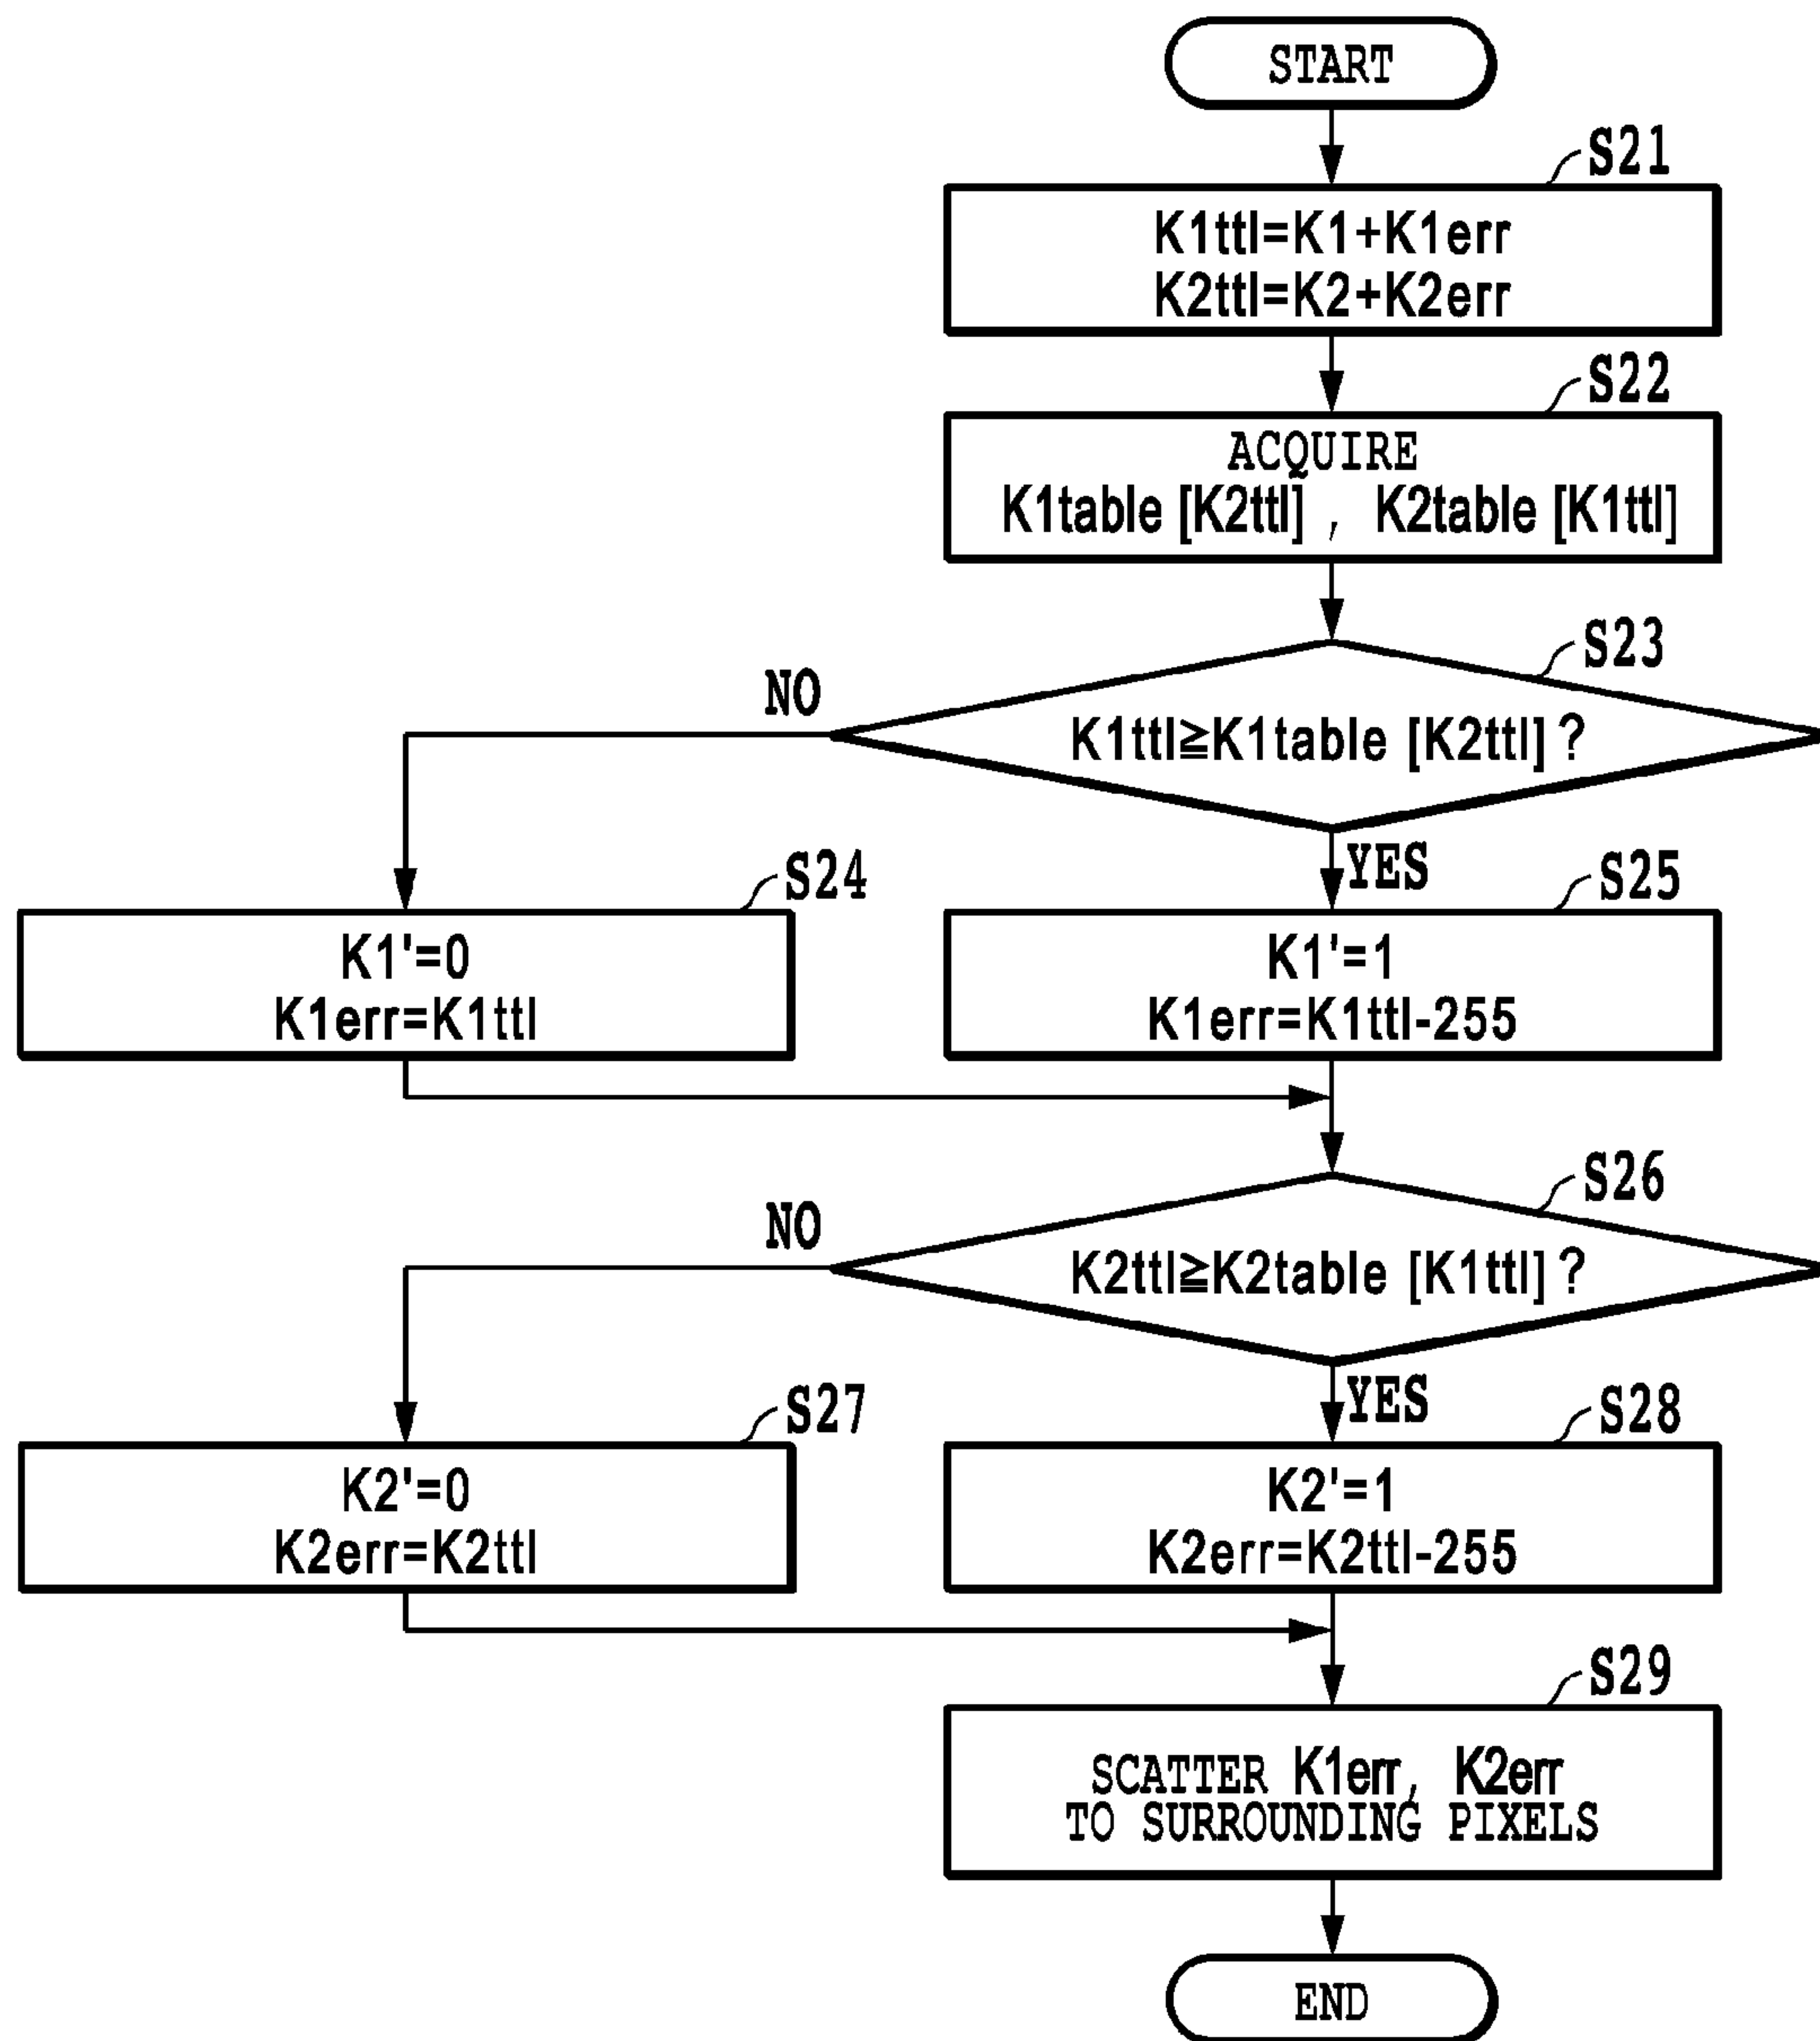 START
S21
K1ttl=K1+K1err
K2ttl=K2+K2err
S22
ACQUIRE
K1table [K2ttl] , K2table [K1ttl]
S23
NO
K1ttl≧K1table [K2ttl] ?
YES
S24
S25
K1'=0
K1err=K1ttl
K1'=1
K1err=K1ttl-255
S26
NO
K2ttl≧K2table [K1ttl] ?
YES
S27
S28
K2'=0
K2err=K2ttl
K2'=1
K2err=K2ttl-255
S29
SCATTER K1err, K2err
TO SURROUNDING PIXELS
END